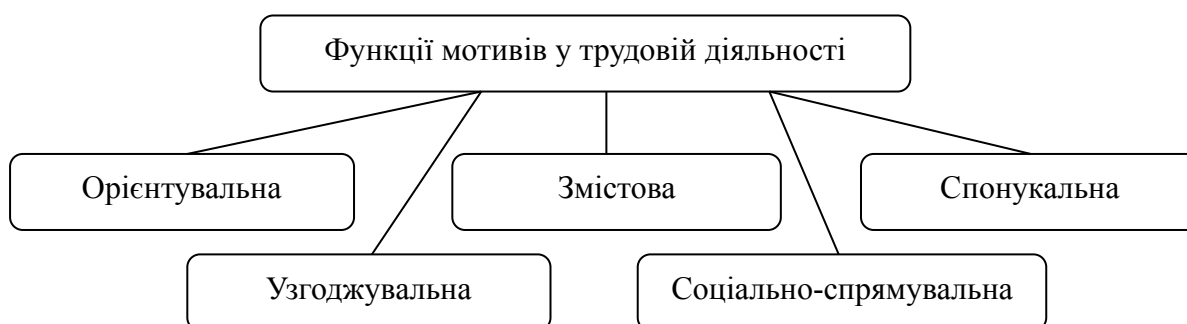 Функції мотивів у трудовій діяльності
Орієнтувальна
Змістова
Спонукальна
Узгоджувальна
Соціально-спрямувальна